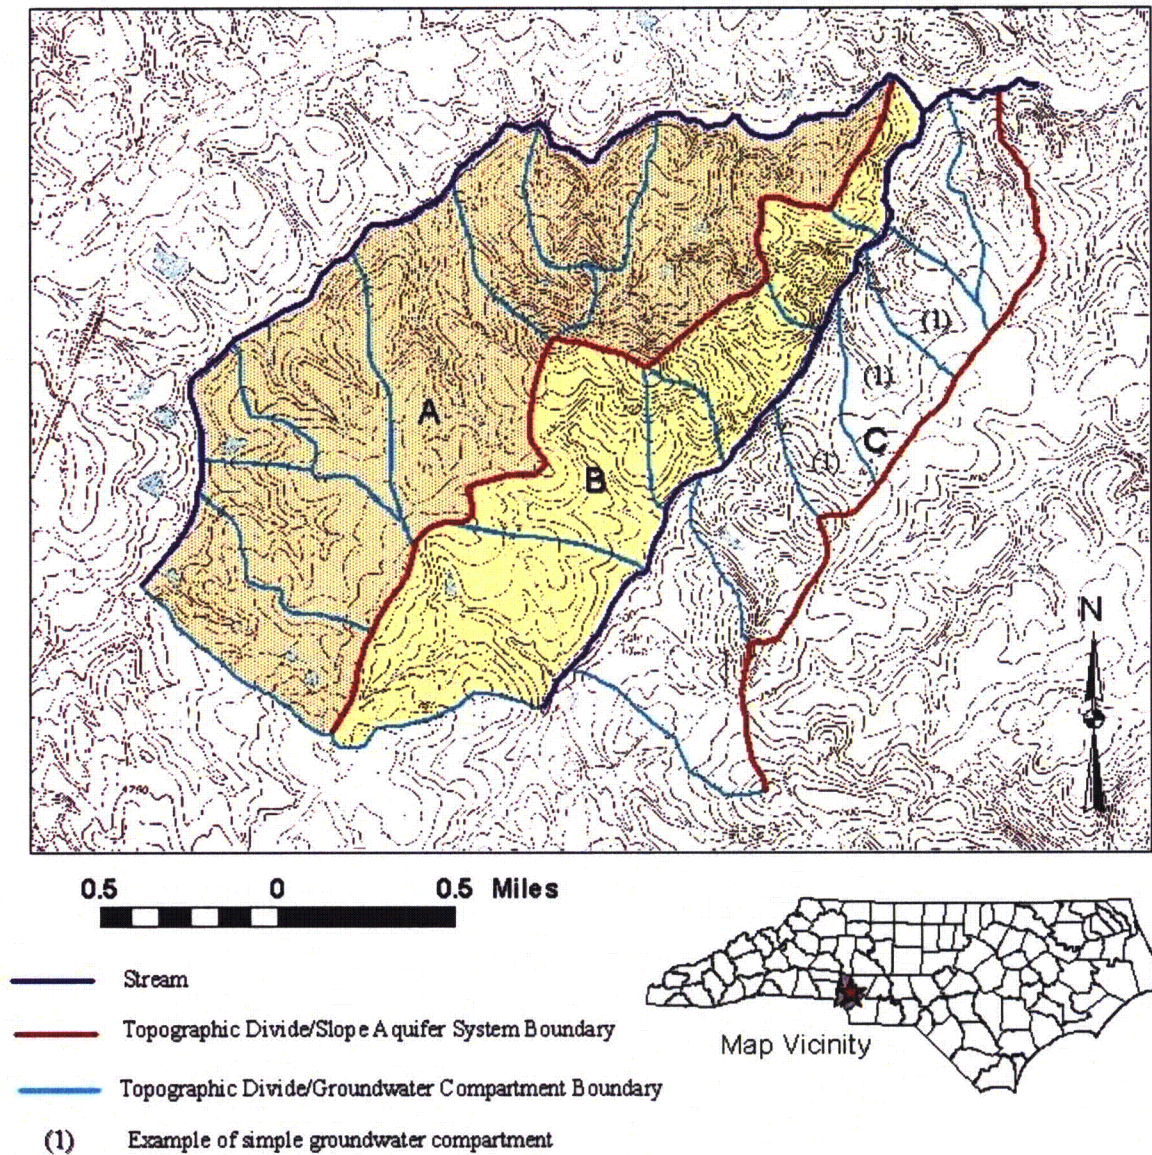 (1)
A
(1)
C
(1)
B
N
0.5 0 0.5 Miles
Stream
Topographic Divide/Slope Aquifer System Boundary
Map Vicinity
Topographic Divide/Groundwater Compartment Boundary
(1) Example of simple groundwater compartment